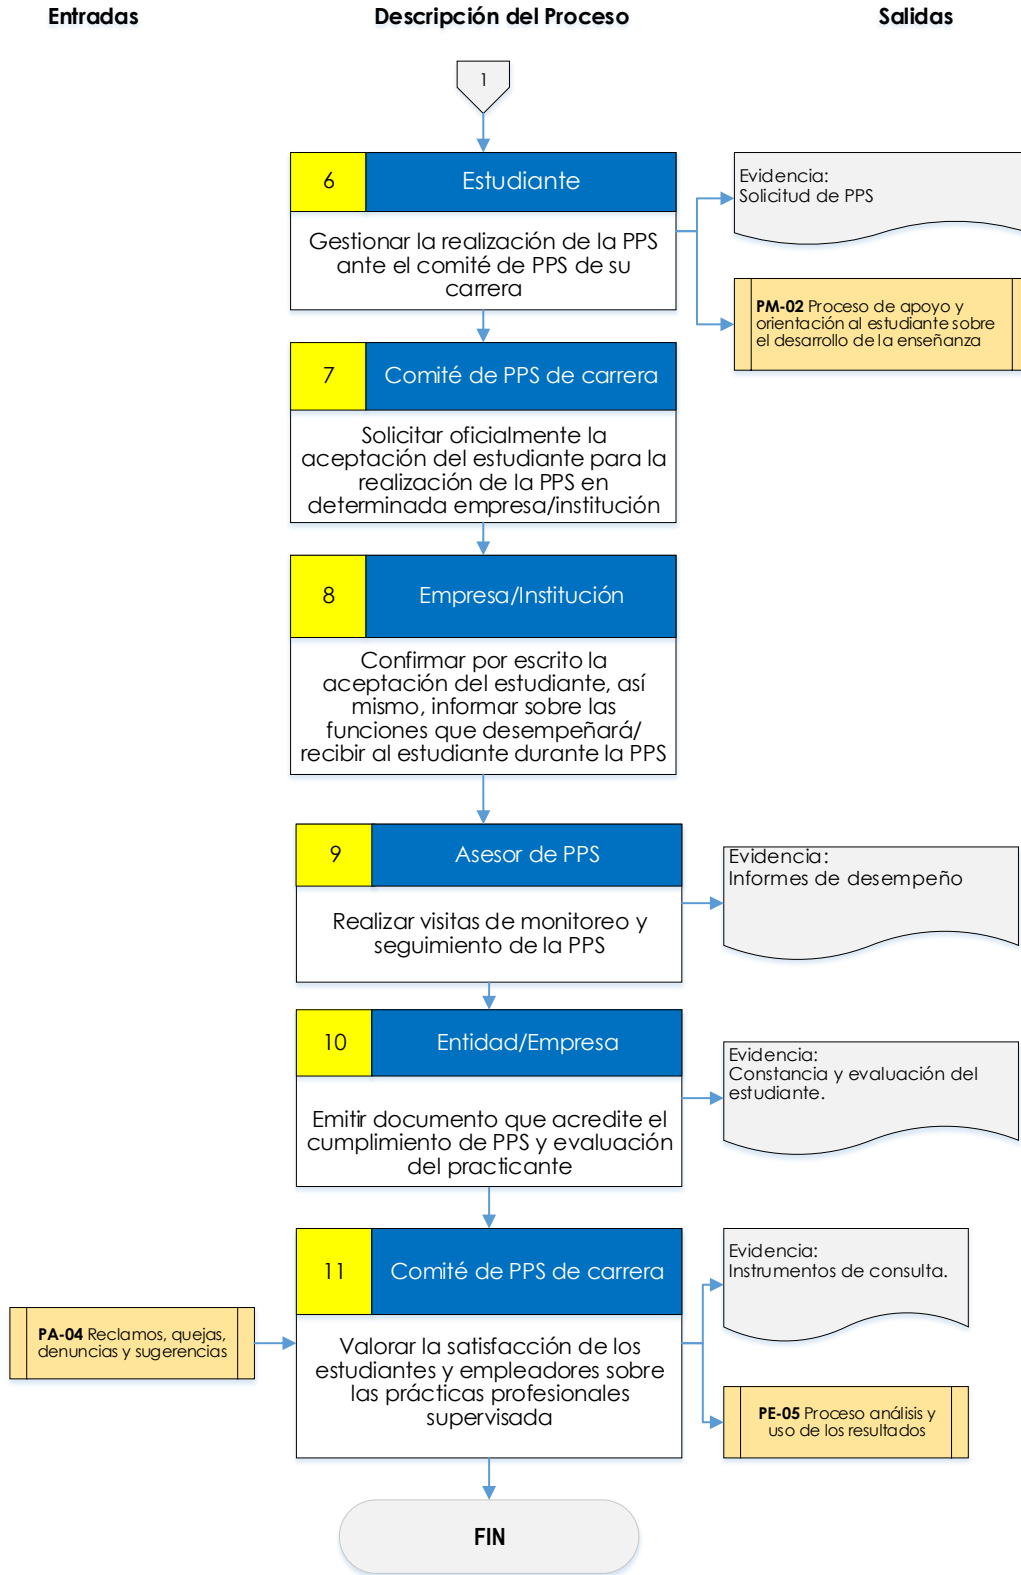 Entradas
Descripción del Proceso
Salidas
1
6
Estudiante
Gestionar la realización de la PPS
ante el comité de PPS de su
carrera
Evidencia:
Solicitud de PPS
PM-02 Proceso de apoyo y
orientación al estudiante sobre
el desarrollo de la enseñanza
7
Comité de PPS de carrera
Solicitar oficialmente la
aceptación del estudiante para la
realización de la PPS en
determinada empresa/institución
8
Empresa/Institución
Confirmar por escrito la
aceptación del estudiante, así
mismo, informar sobre las
funciones que desempeñará/
recibir al estudiante durante la PPS
9
Asesor de PPS
Realizar visitas de monitoreo y
seguimiento de la PPS
Evidencia:
Informes de desempeño
10
Entidad/Empresa
Emitir documento que acredite el
cumplimiento de PPS y evaluación
del practicante
Evidencia:
Constancia y evaluación del
estudiante.
11
Comité de PPS de carrera
PA-04 Reclamos, quejas,
denuncias y sugerencias
Valorar la satisfacción de los
estudiantes y empleadores sobre
las prácticas profesionales
supervisada
Evidencia:
Instrumentos de consulta.
PE-05 Proceso análisis y
uso de los resultados
FIN